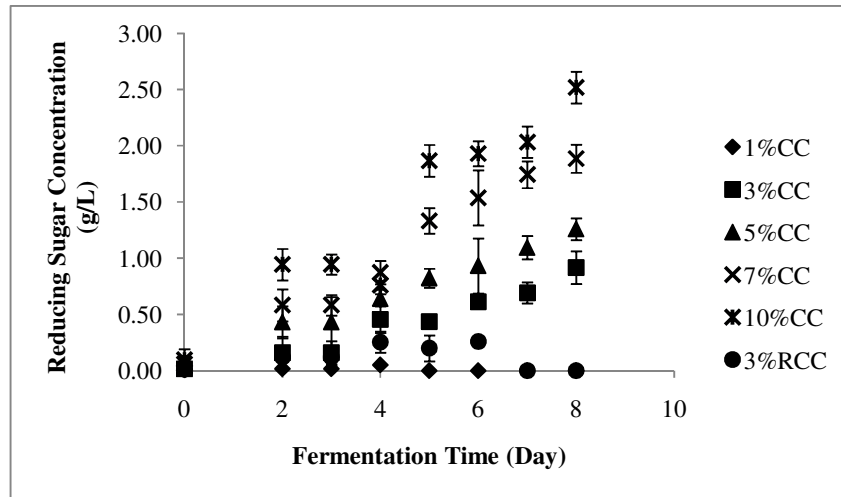 Reducing Sugar Concentration
(g/L)
3.00
2.50
2.00
1.50
1.00
0.50
0.00
0 2 4 6 8 10
Fermentation Time (Day)
1%CC
3%CC
5%CC
7%CC
10%CC
3%RCC